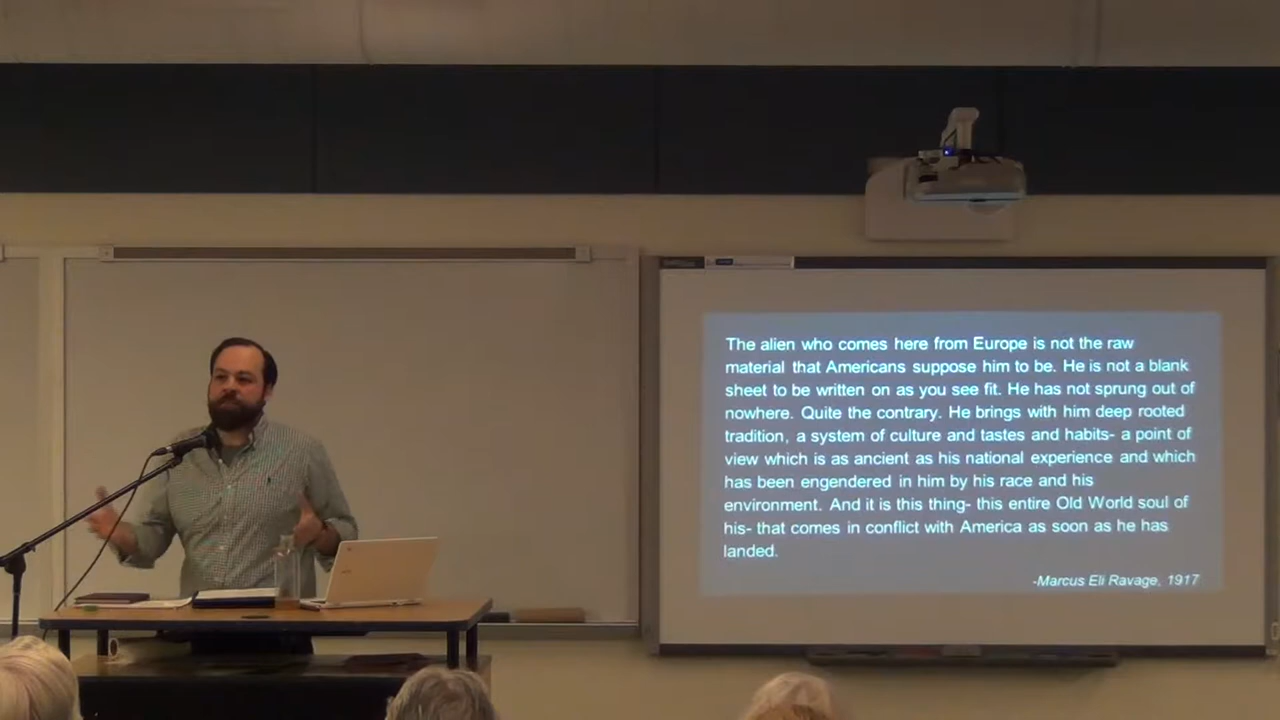 The alien who comes here from Europe is not the raw
material that Americans suppose him to be. He is not a blank
sheet to be written on as you see fit. He has not sprung out of
nowhere. Quite the contrary. He brings with him deep rooted
tradition, a system of culture and tastes and habits- a point of
view which is as ancient as his national experience and which
has been engendered in him by his race and his
environment. And it is this thing- this entire Old World soul of
his- that comes in conflict with America as soon as he has
landed.
-Marcus Eli Ravage, 1917